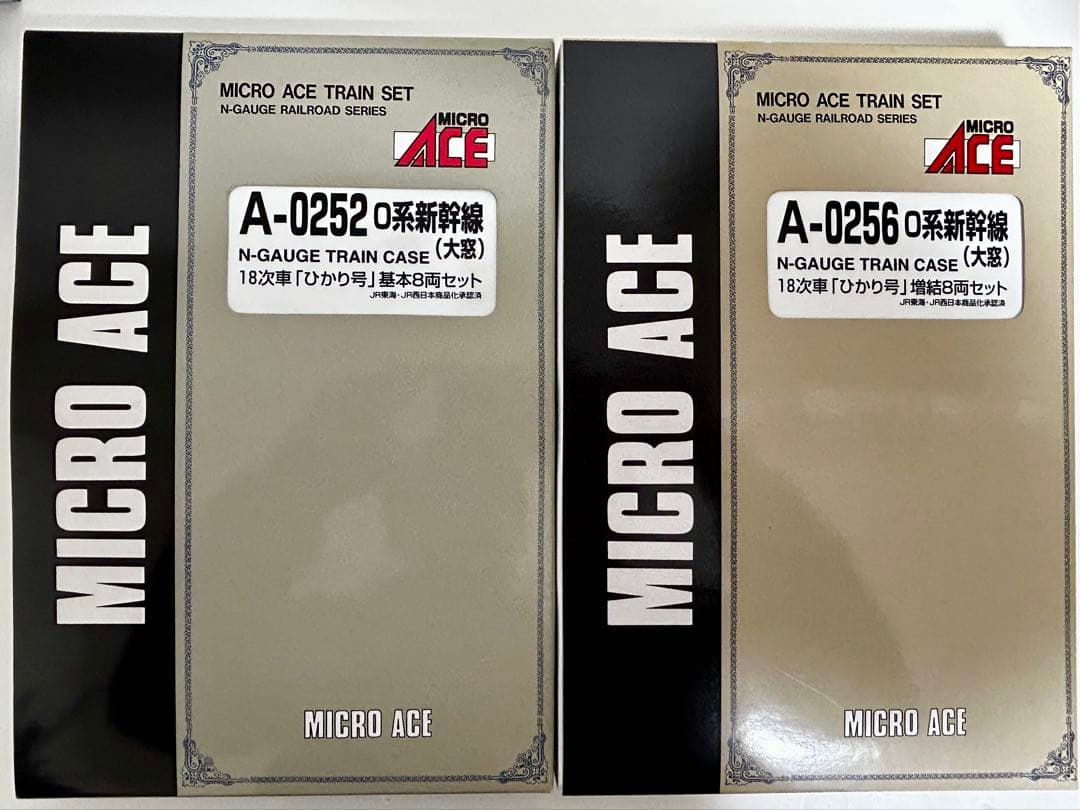 MICRO ACE
MICRO ACE TRAIN SET
N-GAUGE RAILROAD SERIES
MICRO
ACE
A-0252 0系新幹線
N-GAUGE TRAIN CASE (大窓)
18次車「ひかり号」基本8両セット
JR東海・JR西日本商品化承認済
MICRO ACE
MICRO ACE
MICRO ACE TRAIN SET
N-GAUGE RAILROAD SERIES
MICRO
ACE
A-0256 0系新幹線
N-GAUGE TRAIN CASE (大窓)
18次車「ひかり号」増結8両セット
JR東海・JR西日本商品化承認済
MICRO ACE